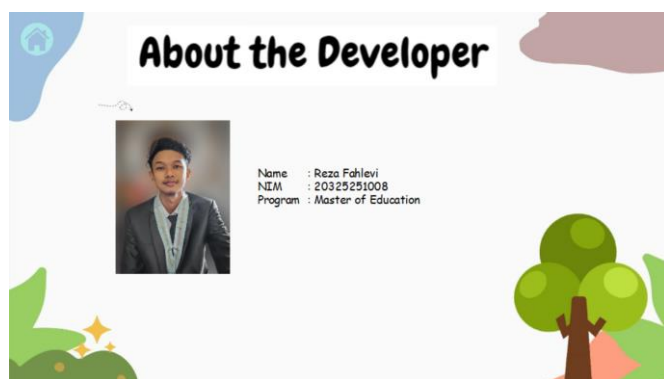 About the Developer
Name : Reza Fahlevi
NIM : 20325251008
Program : Master of Education